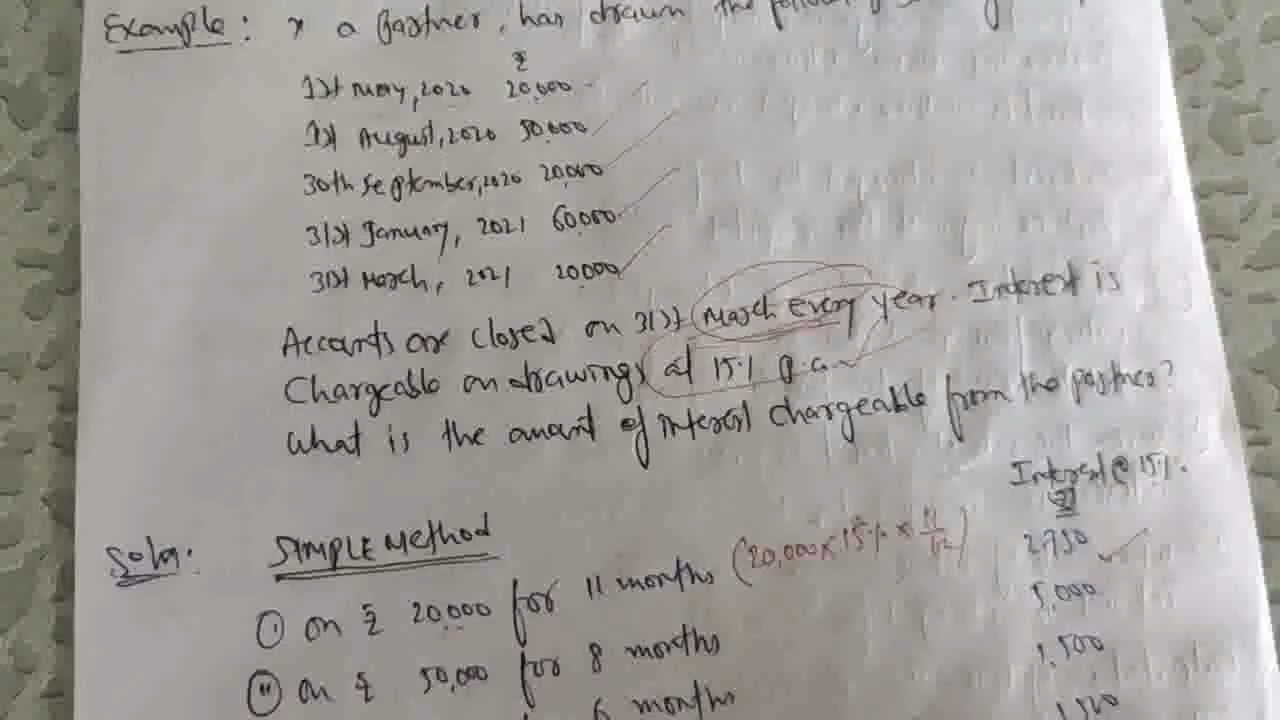 Example: x a partner, has drawn the
₹
1st May, 2020 20,000
1st August, 2020 50,000
30th September, 2020 20,000
31st January, 2021 60,000
31st March, 2021 20,000
Accounts are closed on 31st March every year. Interest is
Chargeable on drawings at 15% p.a.
What is the amount of interest chargeable from the partner?
Interest @ 15%.
Soln: SIMPLE Method
(i) on ₹ 20,000 for 11 months (20,000 x 15% x 11/12) 2,750
(ii) on ₹ 50,000 for 8 months 5,000
6 months 1,500